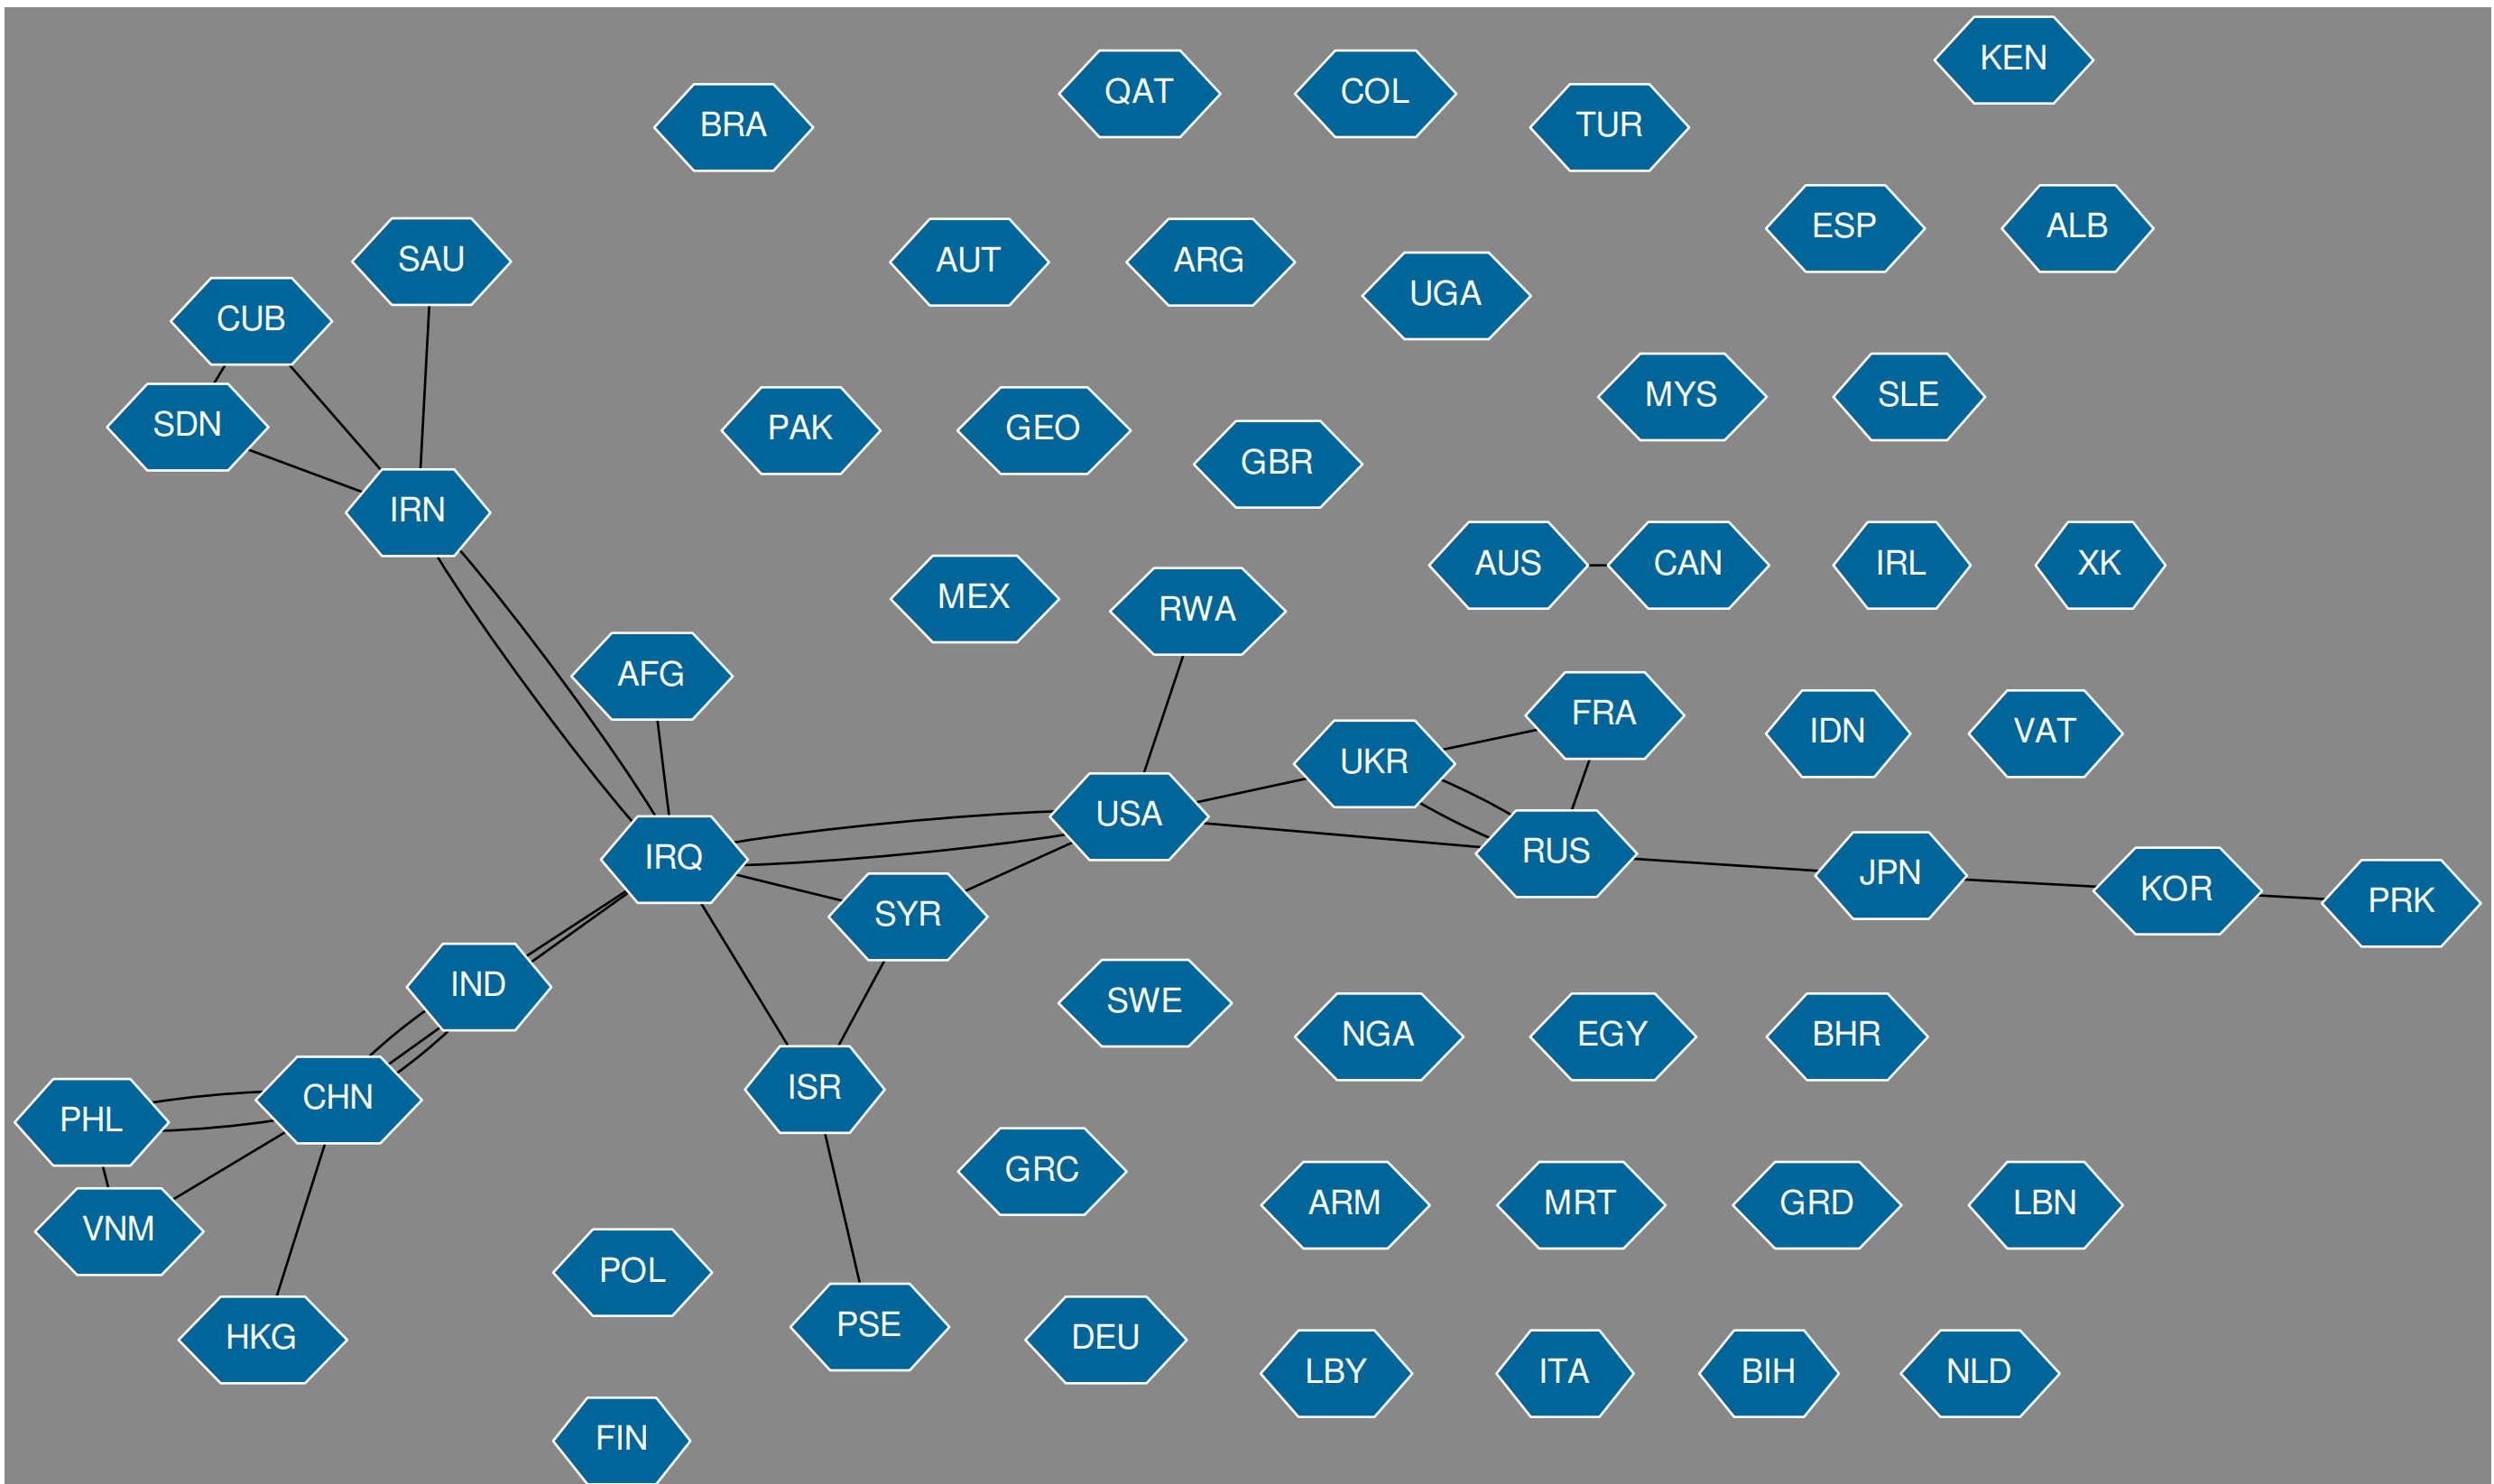 KEN
QAT
COL
BRA
TUR
ESP
ALB
SAU
AUT
ARG
UGA
CUB
MYS
SLE
SDN
PAK
GEO
GBR
IRN
AUS
CAN
IRL
XK
MEX
RWA
AFG
FRA
IDN
VAT
UKR
USA
IRQ
RUS
JPN
KOR
PRK
SYR
IND
SWE
NGA
EGY
BHR
CHN
ISR
PHL
GRC
ARM
MRT
GRD
LBN
VNM
POL
PSE
HKG
DEU
LBY
ITA
BIH
NLD
FIN